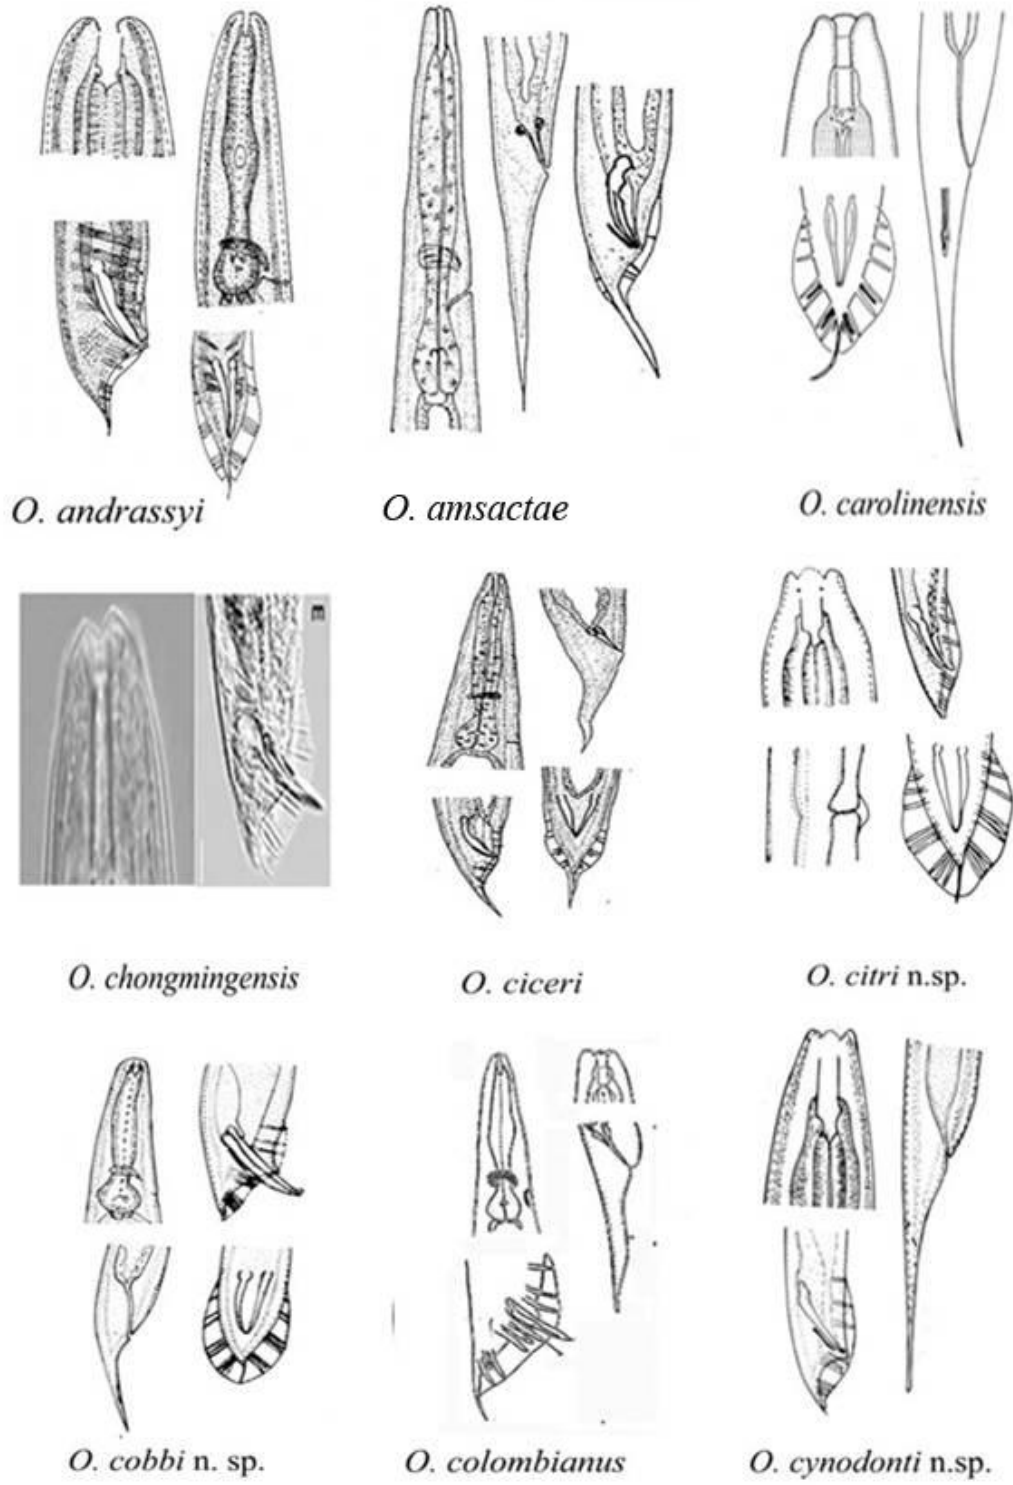 O. andrassyi
O. amsactae
O. carolinensis
E
O. chongmingensis
O. ciceri
O. citri n.sp.
O. cobbi n. sp.
O. colombianus
O. cynodonti n.sp.